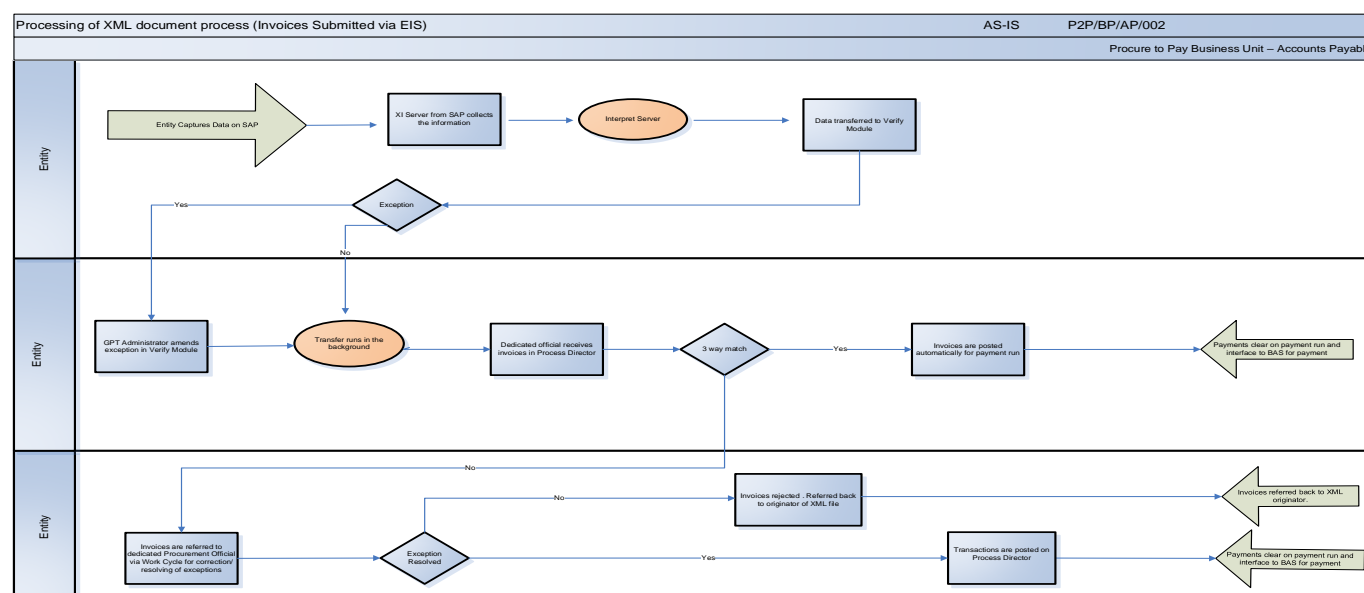 Processing of XML document process (Invoices Submitted via EIS)
AS-IS
P2P/BP/AP/002
Procure to Pay Business Unit – Accounts Payabl
Entity
Entity Captures Data on SAP
XI Server from SAP collects
the information
Interpret Server
Data transferred to Verify
Module
Exception
Yes
No
Entity
GPT Administrator amends
exception in Verify Module
Transfer runs in the
background
Dedicated official receives
invoices in Process Director
3 way match
Yes
Invoices are posted
automatically for payment run
Payments clear on payment run and
interface to BAS for payment
Entity
No
Invoices are referred to
dedicated Procurement Official
via Work Cycle for correction/
resolving of exceptions
Exception
Resolved
No
Invoices rejected . Referred back
to originator of XML file
Invoices referred back to XML
originator.
Yes
Transactions are posted on
Process Director
Payments clear on payment run and
interface to BAS for payment